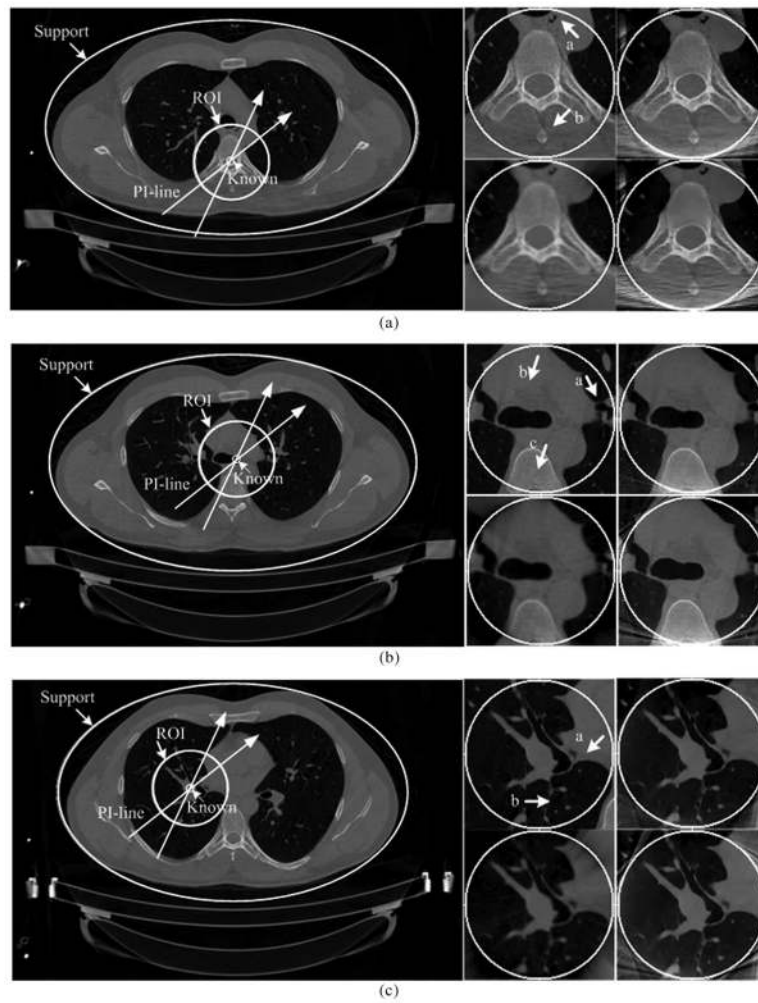 Support
ROI
PI-line
Known
a
b
(a)
Support
ROI
PI-line
Known
b
a
c
(b)
Support
ROI
PI-line
Known
a
b
(c)